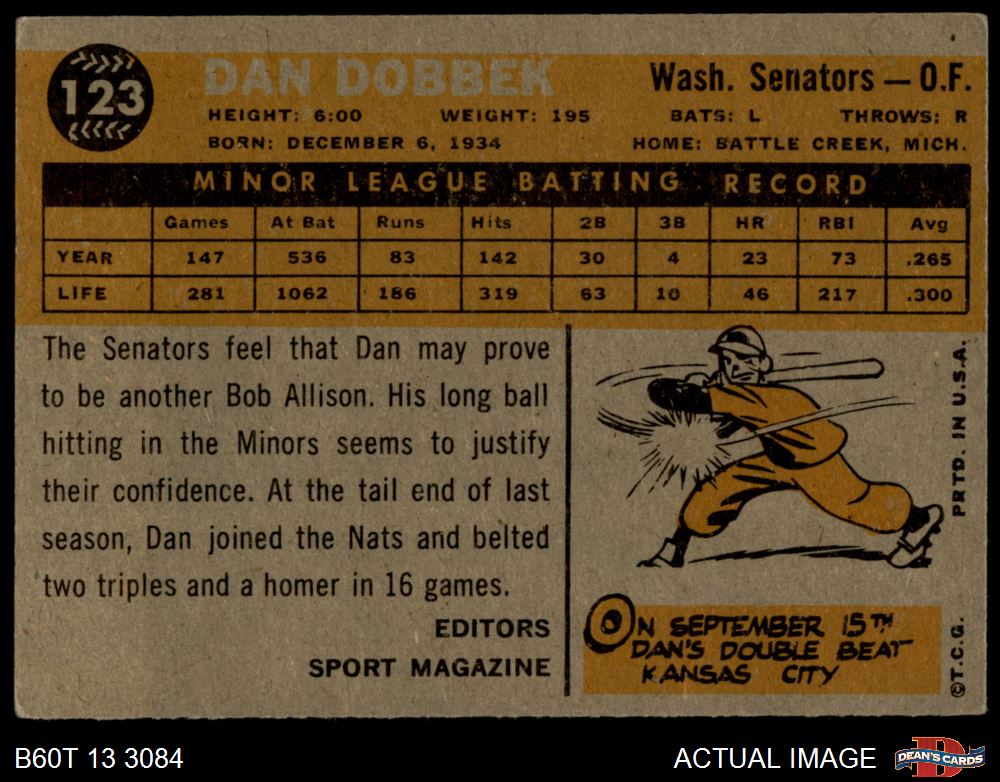 123
DAN DOBBEK
Wash. Senators — O.F.
HEIGHT: 6:00 WEIGHT: 195 BATS: L THROWS: R
BORN: DECEMBER 6, 1934 HOME: BATTLE CREEK, MICH.
MINOR LEAGUE BATTING RECORD
Games At Bat Runs Hits 2B 3B HR RBI Avg
YEAR 147 536 83 142 30 4 23 73 .265
LIFE 281 1062 186 319 63 10 46 217 .300
The Senators feel that Dan may prove
to be another Bob Allison. His long ball
hitting in the Minors seems to justify
their confidence. At the tail end of last
season, Dan joined the Nats and belted
two triples and a homer in 16 games.
EDITORS
SPORT MAGAZINE
ON SEPTEMBER 15TH
DAN'S DOUBLE BEAT
KANSAS CITY
PRTD. IN U.S.A.
©T.C.G.
B60T 13 3084
ACTUAL IMAGE
D
DEAN'S CARDS